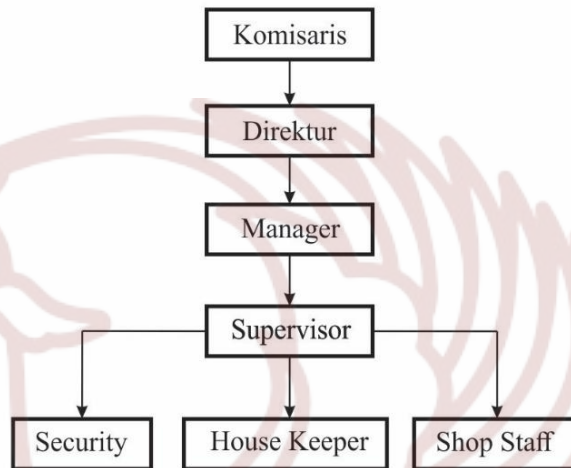 Komisaris
Direktur
Manager
Supervisor
Security
House Keeper
Shop Staff